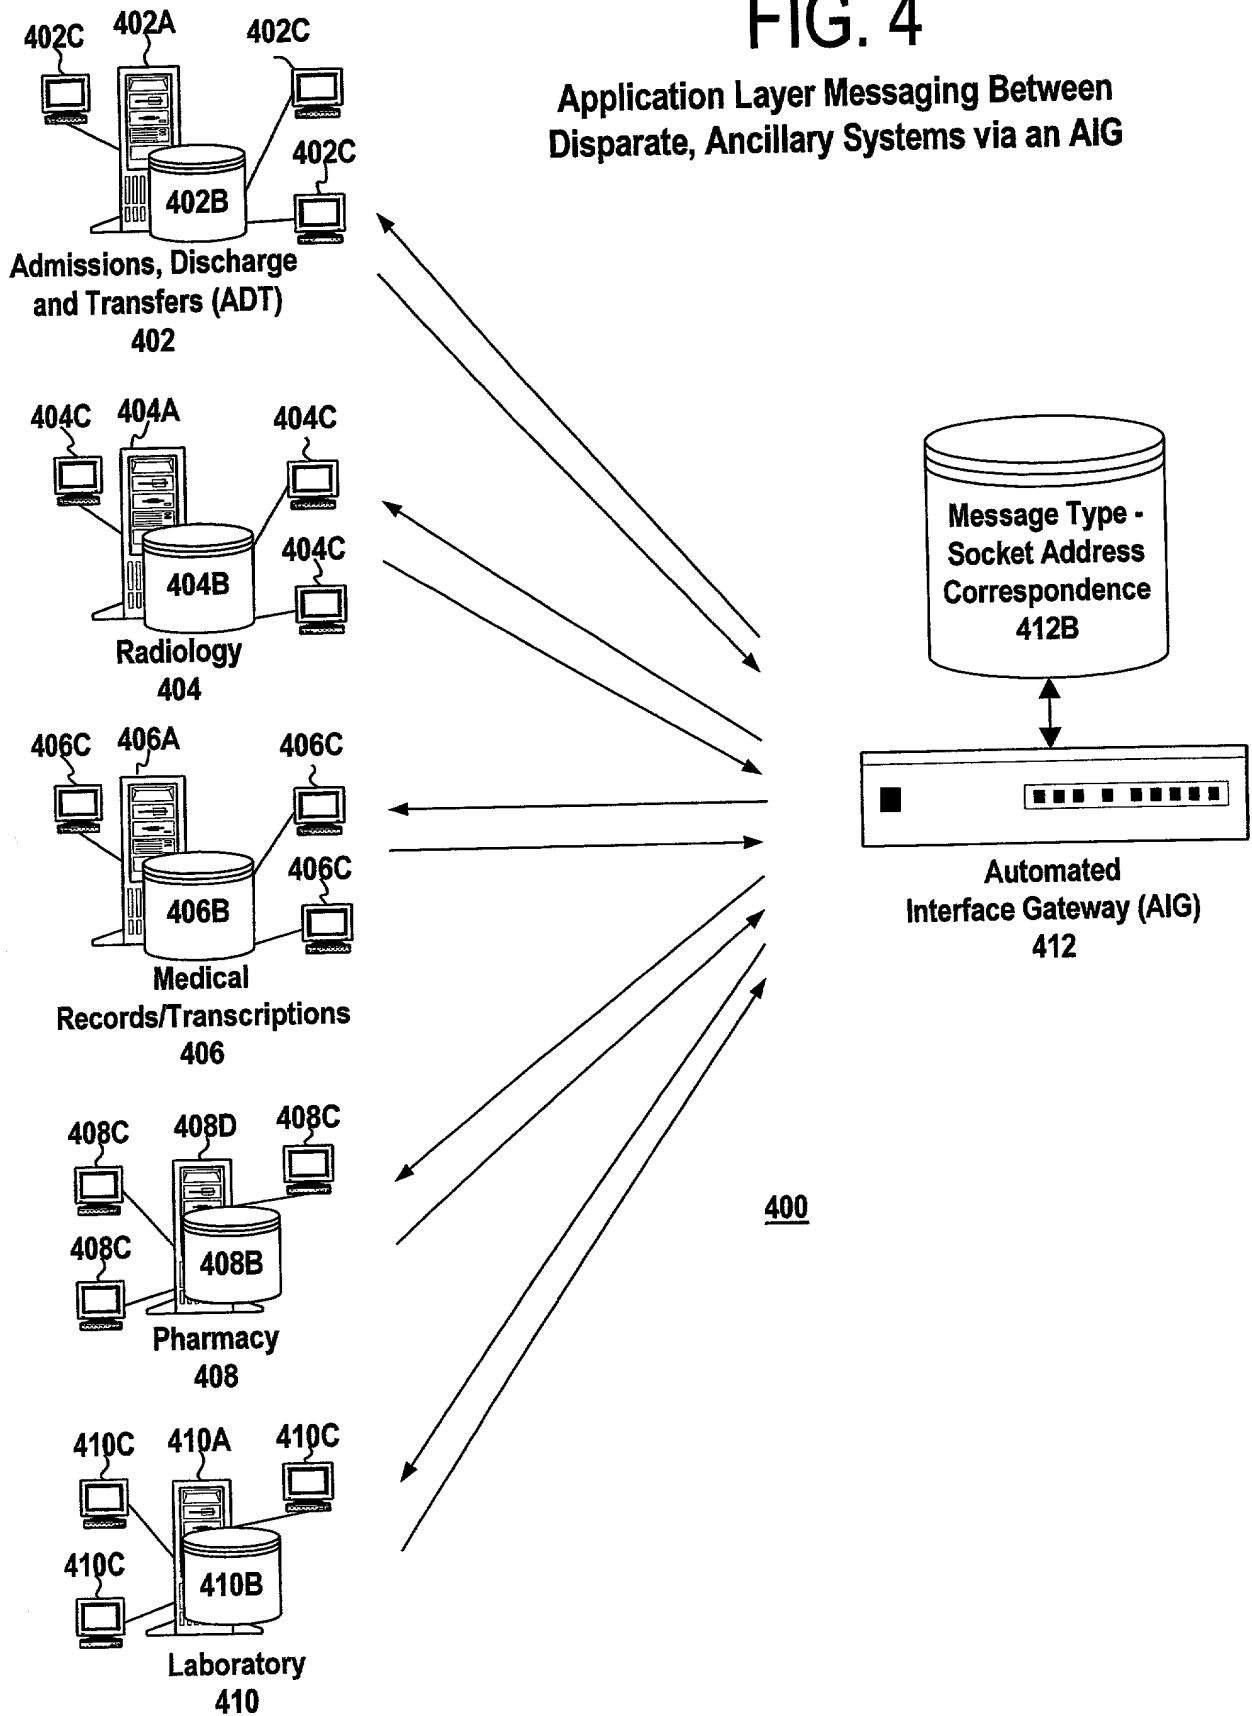 FIG. 4
Application Layer Messaging Between
Disparate, Ancillary Systems via an AIG
402C
402A
402C
402C
402B
Admissions, Discharge
and Transfers (ADT)
402
404C
404A
404C
404C
404B
Radiology
404
406C
406A
406C
406C
406B
Medical
Records/Transcriptions
406
408C
408D
408C
408C
408B
Pharmacy
408
410C
410A
410C
410C
410B
Laboratory
410
Message Type -
Socket Address
Correspondence
412B
Automated
Interface Gateway (AIG)
412
400